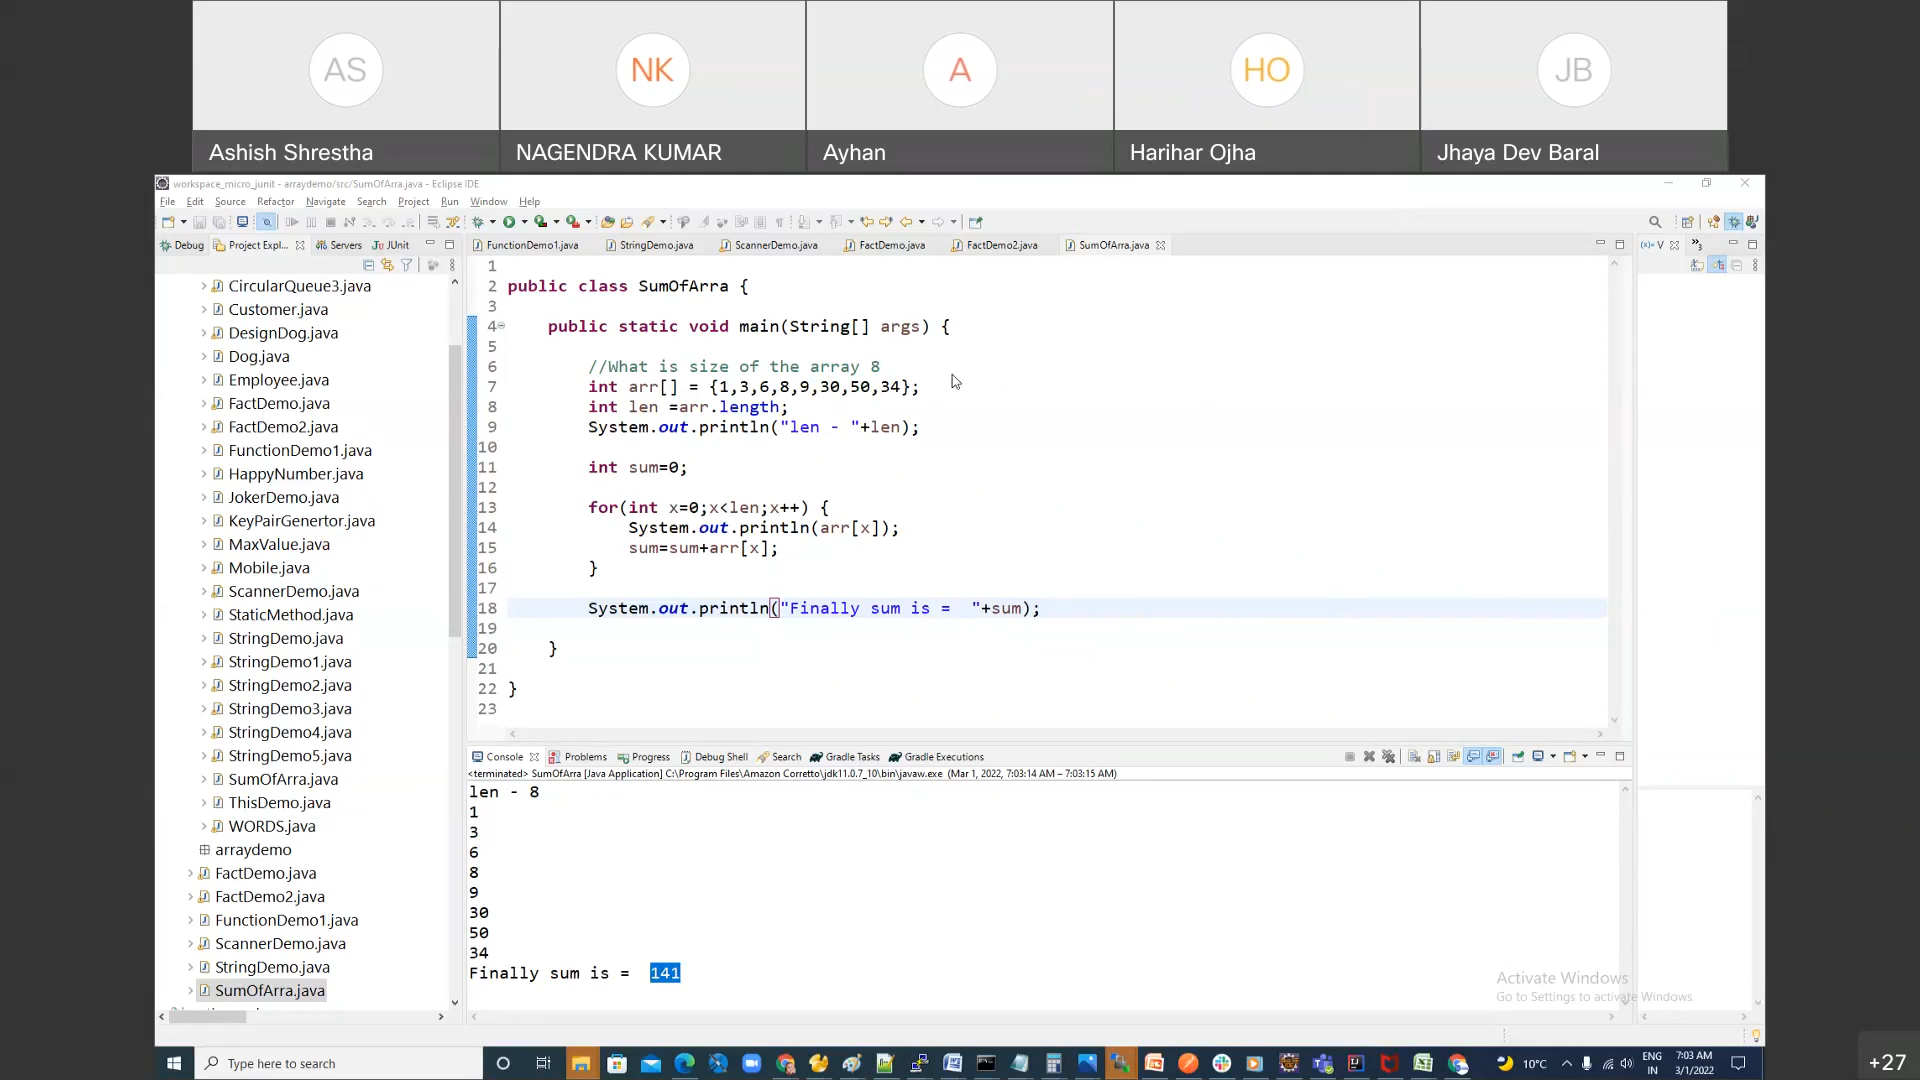 AS
NK
A
HO
JB
Ashish Shrestha
NAGENDRA KUMAR
Ayhan
Harihar Ojha
Jhaya Dev Baral
workspace_micro_junit - arraydemo/src/SumOfArra.java - Eclipse IDE
File Edit Source Refactor Navigate Search Project Run Window Help
Debug Project Expl... Servers JUnit
FunctionDemo1.java StringDemo.java ScannerDemo.java FactDemo.java FactDemo2.java SumOfArra.java
CircularQueue3.java
Customer.java
DesignDog.java
Dog.java
Employee.java
FactDemo.java
FactDemo2.java
FunctionDemo1.java
HappyNumber.java
JokerDemo.java
KeyPairGenertor.java
MaxValue.java
Mobile.java
ScannerDemo.java
StaticMethod.java
StringDemo.java
StringDemo1.java
StringDemo2.java
StringDemo3.java
StringDemo4.java
StringDemo5.java
SumOfArra.java
ThisDemo.java
WORDS.java
arraydemo
FactDemo.java
FactDemo2.java
FunctionDemo1.java
ScannerDemo.java
StringDemo.java
SumOfArra.java
1
2 public class SumOfArra {
3
4 public static void main(String[] args) {
5
6 //What is size of the array 8
7 int arr[] = {1,3,6,8,9,30,50,34};
8 int len =arr.length;
9 System.out.println("len - "+len);
10
11 int sum=0;
12
13 for(int x=0;x<len;x++) {
14 System.out.println(arr[x]);
15 sum=sum+arr[x];
16 }
17
18 System.out.println("Finally sum is =  "+sum);
19
20 }
21
22 }
23
(x)= V
Console Problems Progress Debug Shell Search Gradle Tasks Gradle Executions
<terminated> SumOfArra [Java Application] C:\Program Files\Amazon Corretto\jdk11.0.7_10\bin\javaw.exe (Mar 1, 2022, 7:03:14 AM – 7:03:15 AM)
len - 8
1
3
6
8
9
30
50
34
Finally sum is =  141
Activate Windows
Go to Settings to activate Windows.
Type here to search
10°C
ENG
IN
7:03 AM
3/1/2022
+27